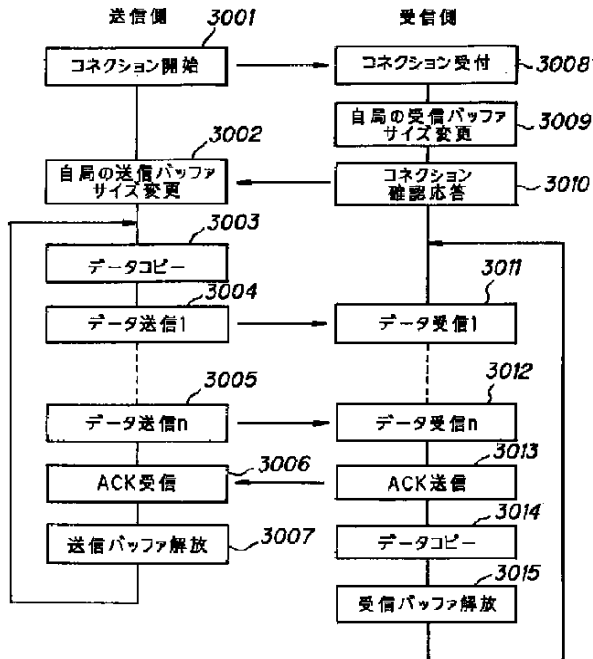 送信側
受信側
3001
コネクション開始
コネクション受付
3008
自局の受信バッファ
サイズ変更
3009
3002
自局の送信バッファ
サイズ変更
コネクション
確認応答
3010
3003
データコピー
3004
データ送信1
3011
データ受信1
3005
データ送信n
3012
データ受信n
3006
ACK受信
3013
ACK送信
3007
送信バッファ解放
3014
データコピー
3015
受信バッファ解放